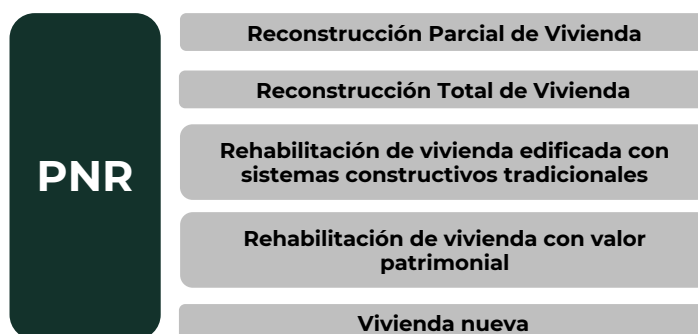 PNR
Reconstrucción Parcial de Vivienda
Reconstrucción Total de Vivienda
Rehabilitación de vivienda edificada con
sistemas constructivos tradicionales
Rehabilitación de vivienda con valor
patrimonial
Vivienda nueva